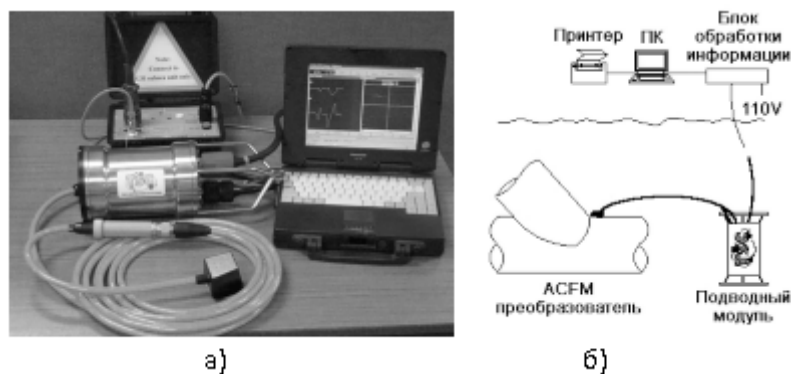 Принтер
ПК
Блок
обработки
информации
110V
ACFM
преобразователь
Подводный
модуль
а)
б)